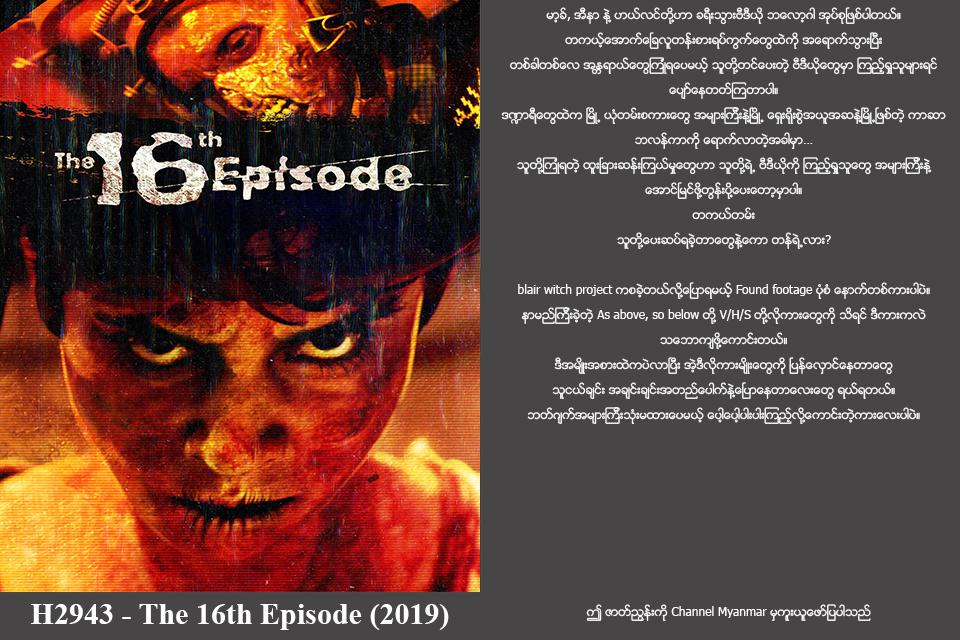 The 16th Episode
H2943 - The 16th Episode (2019)
မာ့ခ်, အီနာ နဲ့ ဟယ်လင်တို့ဟာ ခရီးသွားဗီဒီယို ဘလော့ဂါ အုပ်စုဖြစ်ပါတယ်။
တကယ့်အောက်ခြေလူတန်းစားရပ်ကွက်တွေထဲကို အရောက်သွားပြီး
တစ်ခါတစ်လေ အန္တရာယ်တွေကြုံရပေမယ့် သူတို့တင်ပေးတဲ့ ဗီဒီယိုတွေမှာ ကြည့်ရှုသူများရင်
ပျော်နေတတ်ကြတာပါ။
ဒဏ္ဍာရီတွေထဲက မြို့၊ ယုံတမ်းစကားတွေ အများကြီးနဲ့မြို့၊ ရှေးရိုးစွဲအယူအဆနဲ့မြို့ဖြစ်တဲ့ ကာဆာ
ဘလန်ကာကို ရောက်လာတဲ့အခါမှာ...
သူတို့ကြုံရတဲ့ ထူးခြားဆန်းကြယ်မှုတွေဟာ သူတို့ရဲ့ ဗီဒီယိုကို ကြည့်ရှုသူတွေ အများကြီးနဲ့
အောင်မြင်ဖို့တွန်းပို့ပေးတော့မှာပါ။
တကယ်တမ်း
သူတို့ပေးဆပ်ရခဲ့တာတွေနဲ့ကော တန်ရဲ့လား?
blair witch project ကစခဲ့တယ်လို့ပြောရမယ့် Found footage ပုံစံ နောက်တစ်ကားပါပဲ။
နာမည်ကြီးခဲ့တဲ့ As above, so below တို့ V/H/S တို့လိုကားတွေကို သိရင် ဒီကားကလဲ
သဘောကျဖို့ကောင်းတယ်။
ဒီအမျိုးအစားထဲကပဲလာပြီး အဲ့ဒီလိုကားမျိုးတွေကို ပြန်လှောင်နေတာတွေ
သူငယ်ချင်း အချင်းချင်းအတည်ပေါက်နဲ့ပြောနေတာလေးတွေ ရယ်ရတယ်။
ဘတ်ဂျက်အများကြီးသုံးမထားပေမယ့် ပေါ့ပေါ့ပါးပါးကြည့်လို့ကောင်းတဲ့ကားလေးပါပဲ။
ဤ ဇာတ်ညွှန်းကို Channel Myanmar မှကူးယူဖော်ပြပါသည်